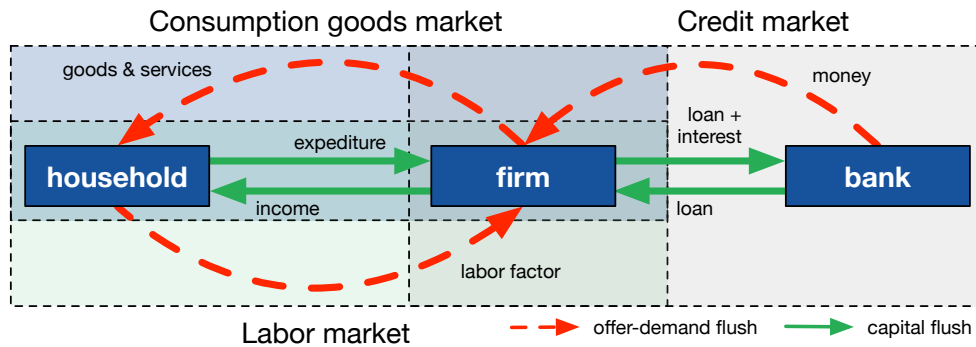 Consumption goods market
Credit market
goods & services
money
loan +
interest
expediture
household
firm
bank
income
loan
labor factor
Labor market
offer-demand flush
capital flush